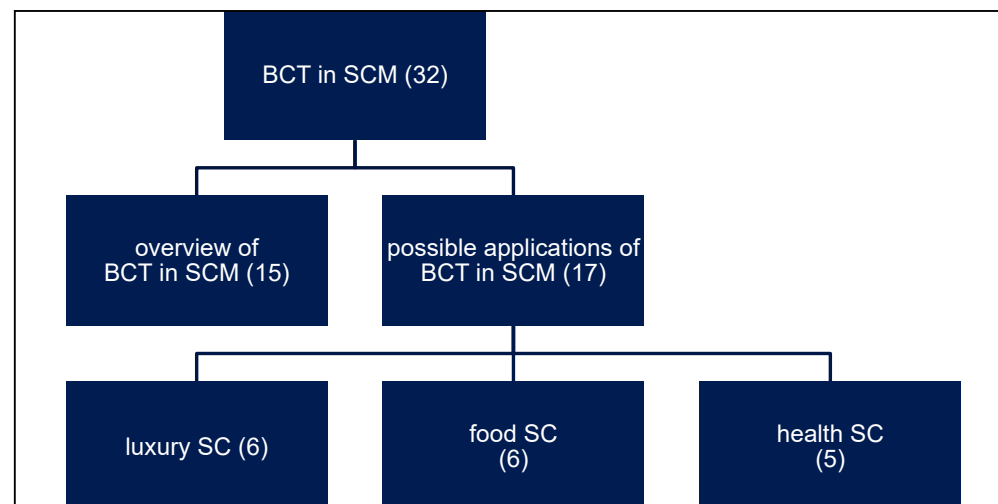 BCT in SCM (32)
overview of
BCT in SCM (15)
possible applications of
BCT in SCM (17)
luxury SC (6)
food SC
(6)
health SC
(5)